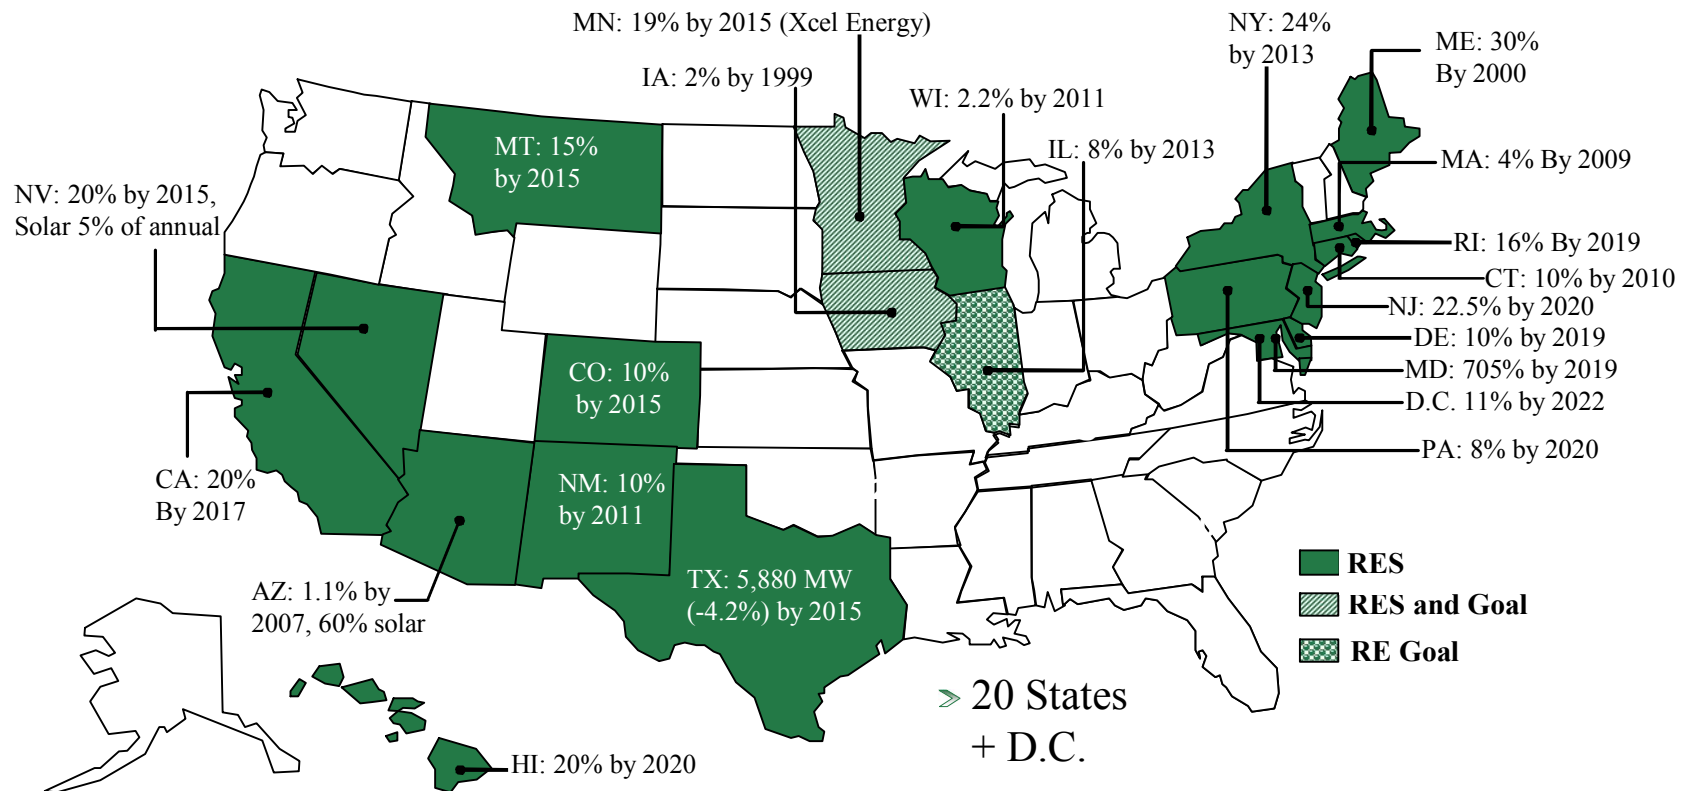 MN: 19% by 2015 (Xcel Energy)
IA: 2% by 1999
WI: 2.2% by 2011
IL: 8% by 2013
NY: 24%
by 2013
ME: 30%
By 2000
MA: 4% By 2009
RI: 16% By 2019
CT: 10% by 2010
NJ: 22.5% by 2020
DE: 10% by 2019
MD: 705% by 2019
D.C. 11% by 2022
PA: 8% by 2020
MT: 15%
by 2015
NV: 20% by 2015,
Solar 5% of annual
CO: 10%
by 2015
CA: 20%
By 2017
NM: 10%
by 2011
AZ: 1.1% by
2007, 60% solar
TX: 5,880 MW
(-4.2%) by 2015
HI: 20% by 2020
RES
RES and Goal
RE Goal
20 States
+ D.C.